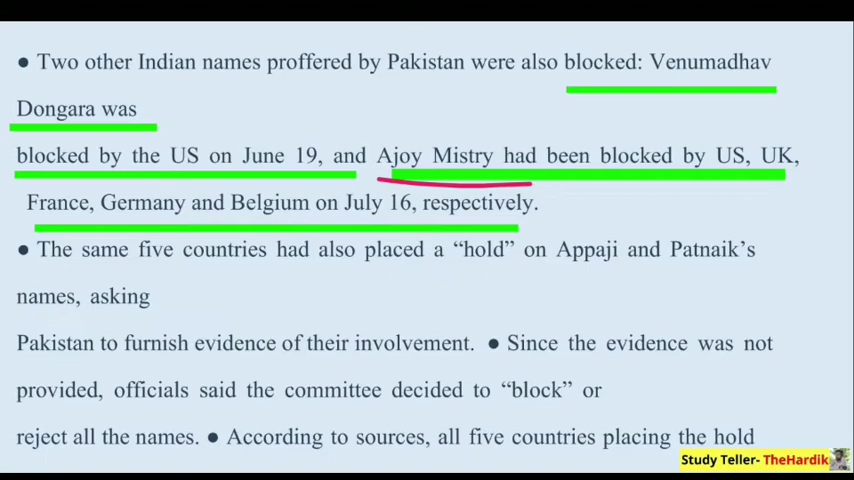 ● Two other Indian names proffered by Pakistan were also blocked: Venumadhav
Dongara was
blocked by the US on June 19, and Ajoy Mistry had been blocked by US, UK,
France, Germany and Belgium on July 16, respectively.
● The same five countries had also placed a “hold” on Appaji and Patnaik’s
names, asking
Pakistan to furnish evidence of their involvement. ● Since the evidence was not
provided, officials said the committee decided to “block” or
reject all the names. ● According to sources, all five countries placing the hold
Study Teller- TheHardik